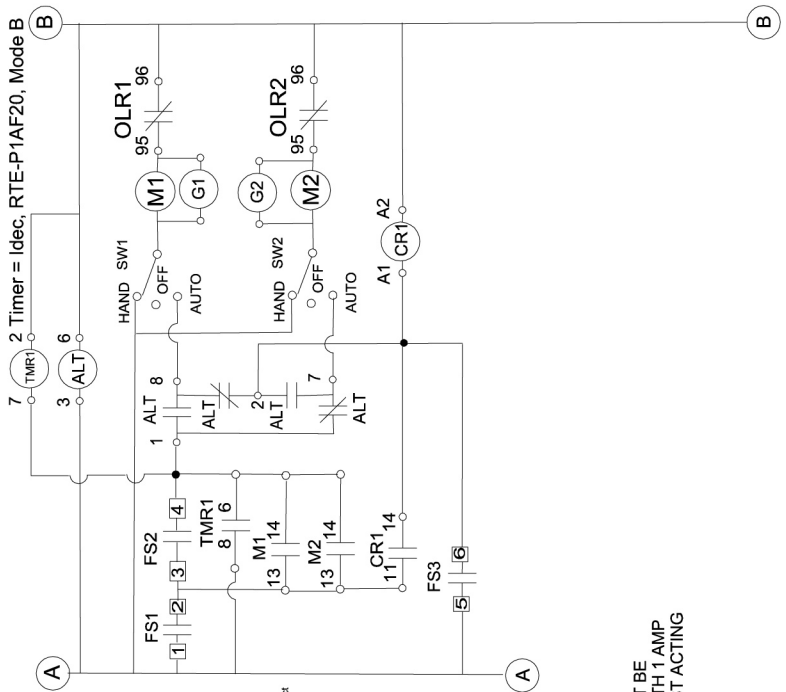 2 Timer = Idec, RTE-P1AF20, Mode B
7
TMR1
B
B
3
ALT
6
OLR1
95
96
M1
G1
HAND
SW1
OFF
AUTO
OLR2
95
96
G2
M2
HAND
SW2
OFF
AUTO
A1
CR1
A2
1
ALT
8
ALT
2
ALT
7
ALT
FS1
1
2
FS2
3
4
TMR1
8
6
M1
13
14
M2
13
14
CR1
11
14
FS3
5
6
A
A
T BE
TH 1 AMP
T ACTING